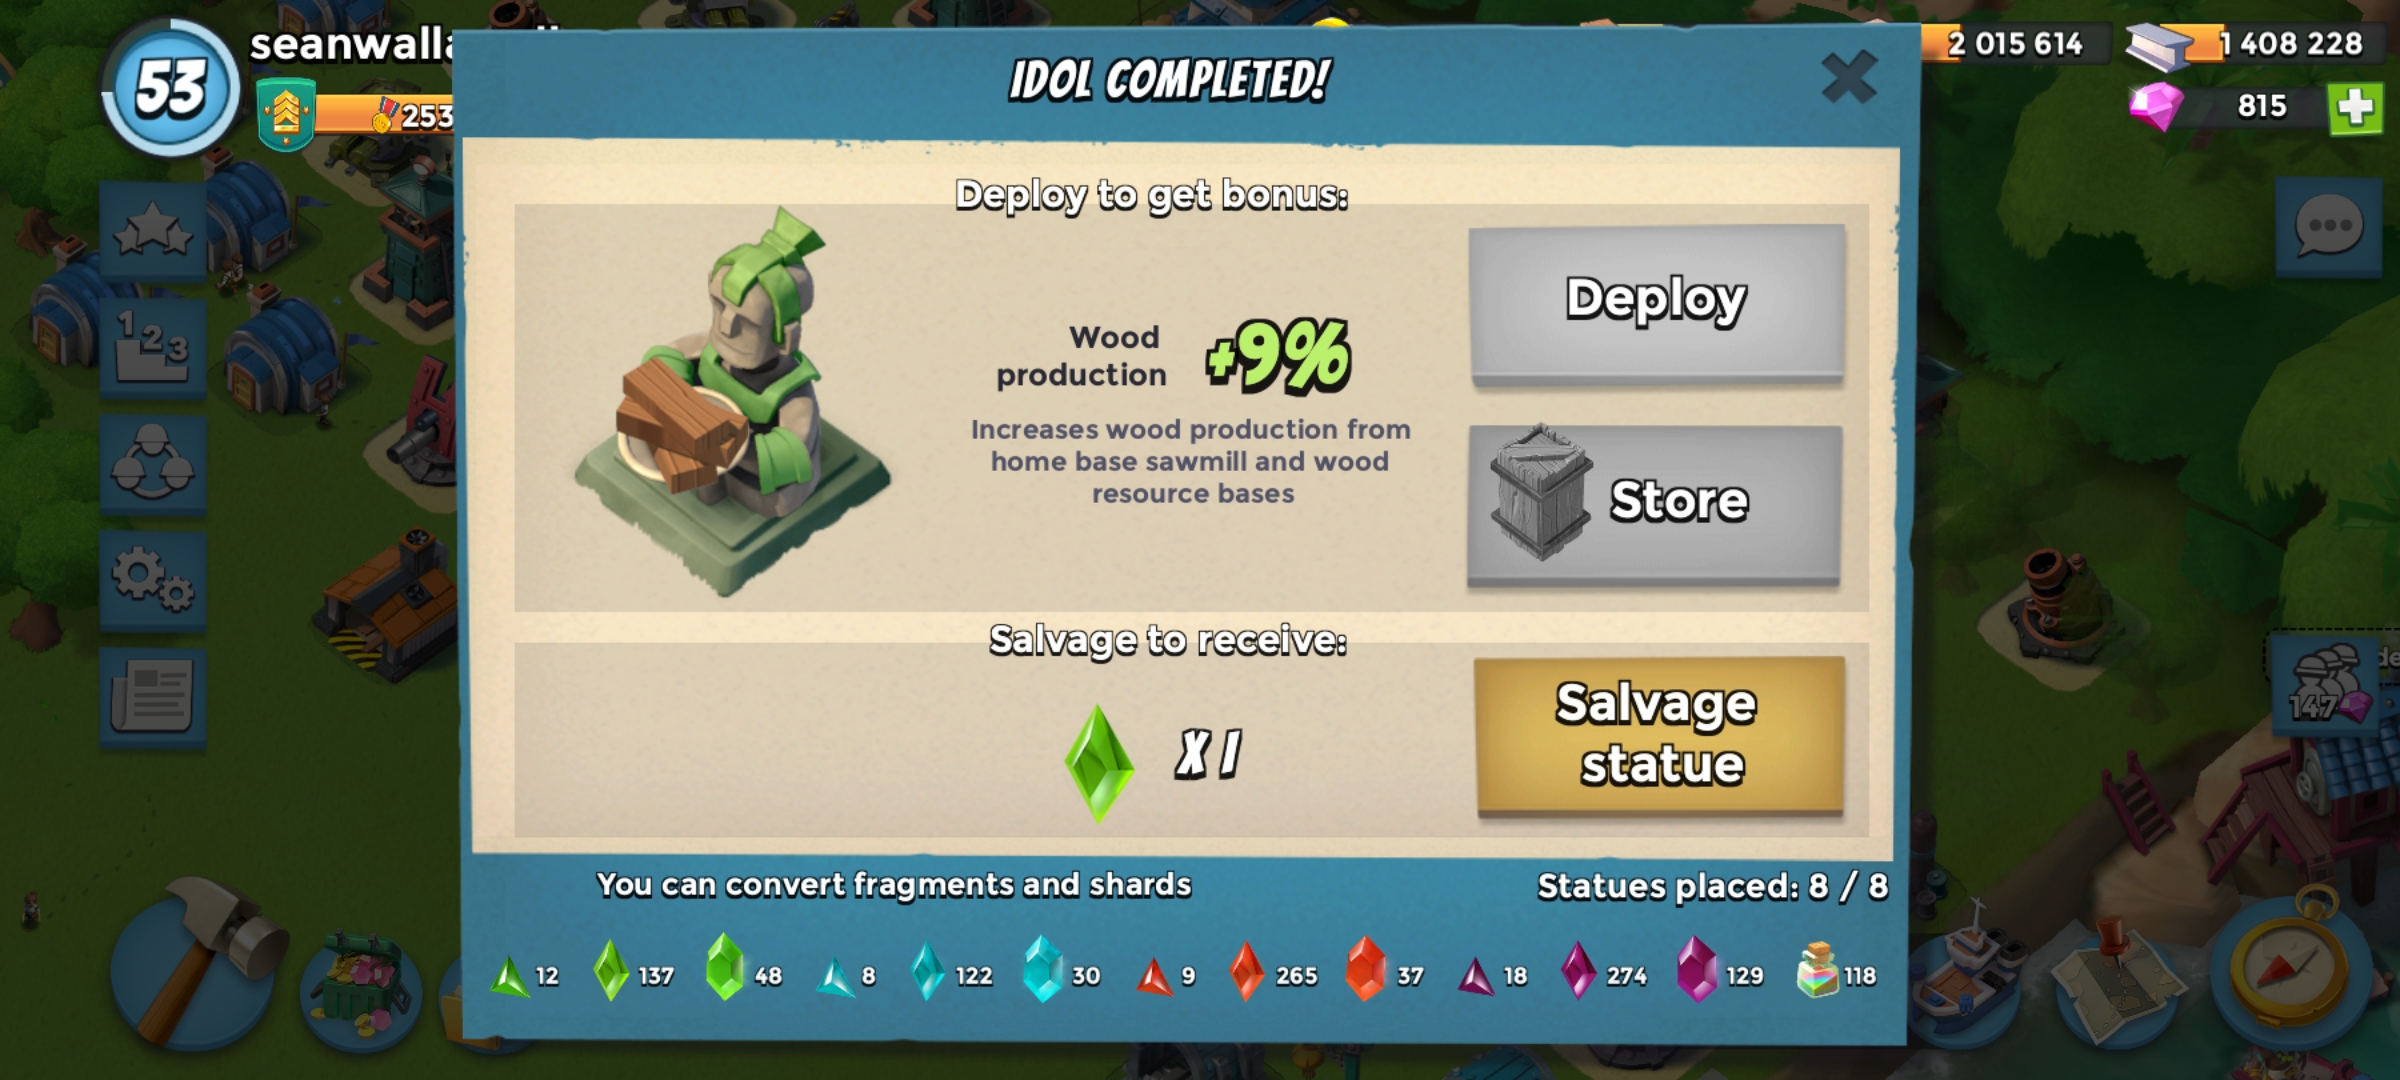 53
253
2 015 614
1 408 228
815
IDOL COMPLETED!
Deploy to get bonus:
Wood
production
+9%
Increases wood production from
home base sawmill and wood
resource bases
Deploy
Store
Salvage to receive:
X 1
Salvage
statue
123
147
You can convert fragments and shards
Statues placed: 8 / 8
12 137 48 8 122 30 9 265 37 18 274 129 118